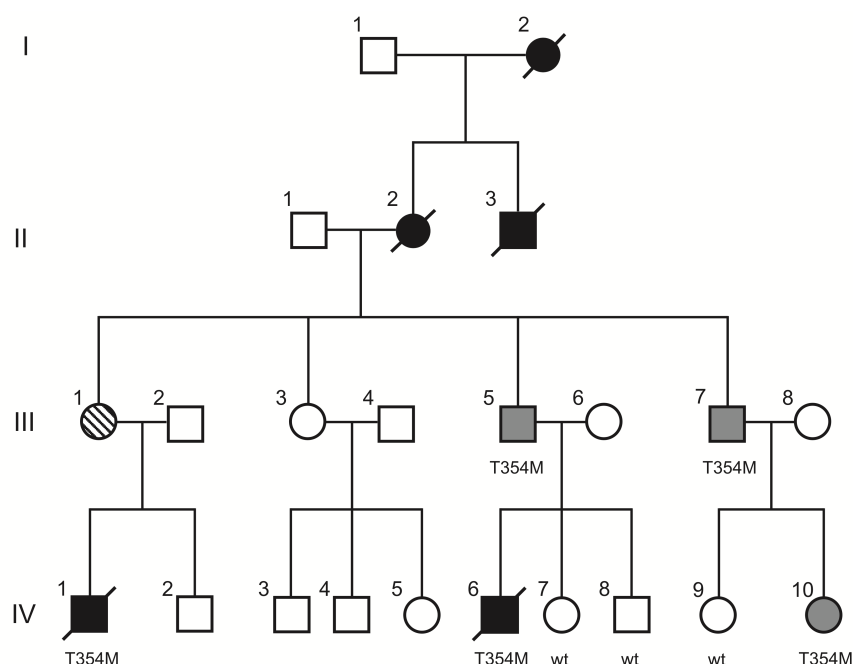 I 1 2
II 1 2 3
III 1 2 3 4 5 6 7 8
T354M T354M
IV 1 2 3 4 5 6 7 8 9 10
T354M T354M wt wt wt T354M